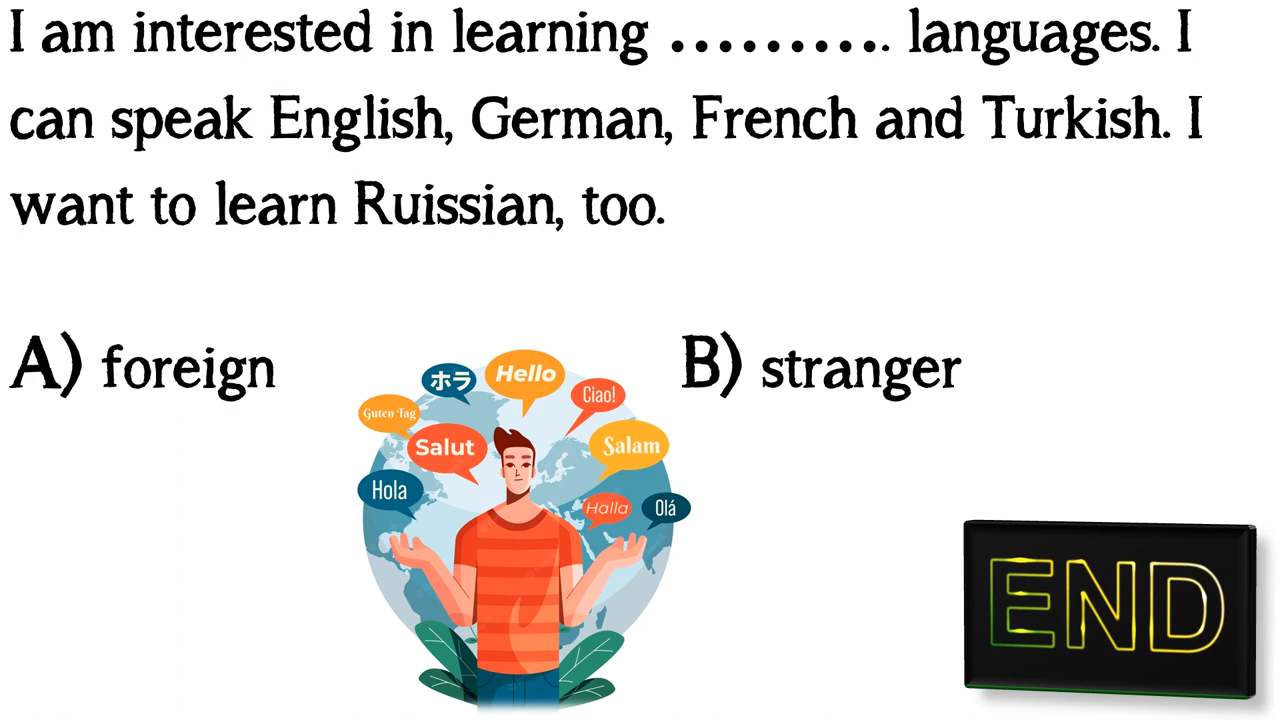 I am interested in learning ………. languages. I
can speak English, German, French and Turkish. I
want to learn Ruissian, too.
A) foreign
B) stranger
ホラ
Hello
Ciao!
Guten Tag
Salut
Salam
Hola
Halla
Olá
END